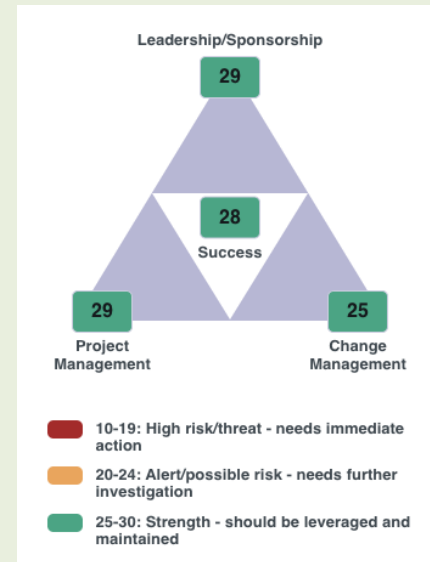 Leadership/Sponsorship
29
28
Success
29
25
Project
Management
Change
Management
10-19: High risk/threat - needs immediate
action
20-24: Alert/possible risk - needs further
investigation
25-30: Strength - should be leveraged and
maintained